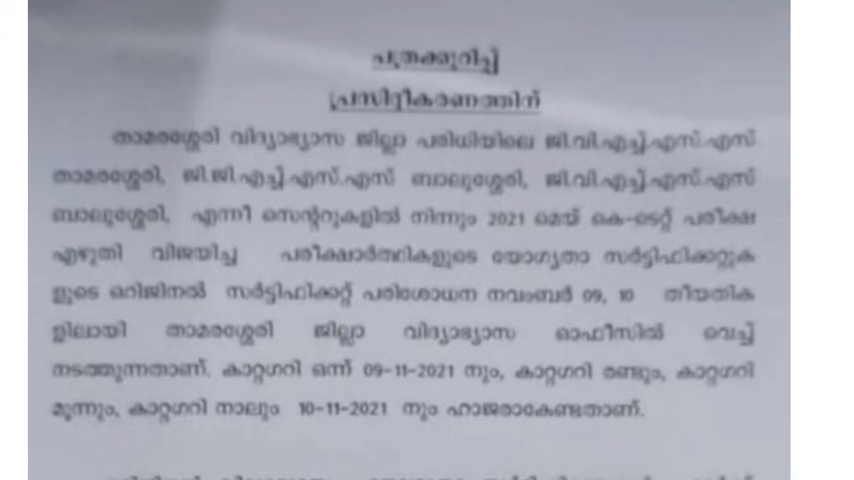 പത്രക്കുറിപ്പ്
പ്രസിദ്ധീകരണത്തിന്
താമരശ്ശേരി വിദ്യാഭ്യാസ ജില്ലാ പരിധിയിലെ ജി.വി.എച്ച്.എസ്.എസ്
താമരശ്ശേരി, ജി.ജി.എച്ച്.എസ്.എസ് ബാലുശ്ശേരി, ജി.വി.എച്ച്.എസ്.എസ്
ബാലുശ്ശേരി, എന്നീ സെന്ററുകളിൽ നിന്നും 2021 മെയ് കെ-ടെറ്റ് പരീക്ഷ
എഴുതി വിജയിച്ച പരീക്ഷാർത്ഥികളുടെ യോഗ്യതാ സർട്ടിഫിക്കറ്റുക
ളുടെ ഒറിജിനൽ സർട്ടിഫിക്കറ്റ് പരിശോധന നവംബർ 09, 10 തീയതിക
ളിലായി താമരശ്ശേരി ജില്ലാ വിദ്യാഭ്യാസ ഓഫീസിൽ വെച്ച്
നടത്തുന്നതാണ്. കാറ്റഗറി ഒന്ന് 09-11-2021 നും, കാറ്റഗറി രണ്ടും, കാറ്റഗറി
മൂന്നും, കാറ്റഗറി നാലും 10-11-2021 നും ഹാജരാകേണ്ടതാണ്.